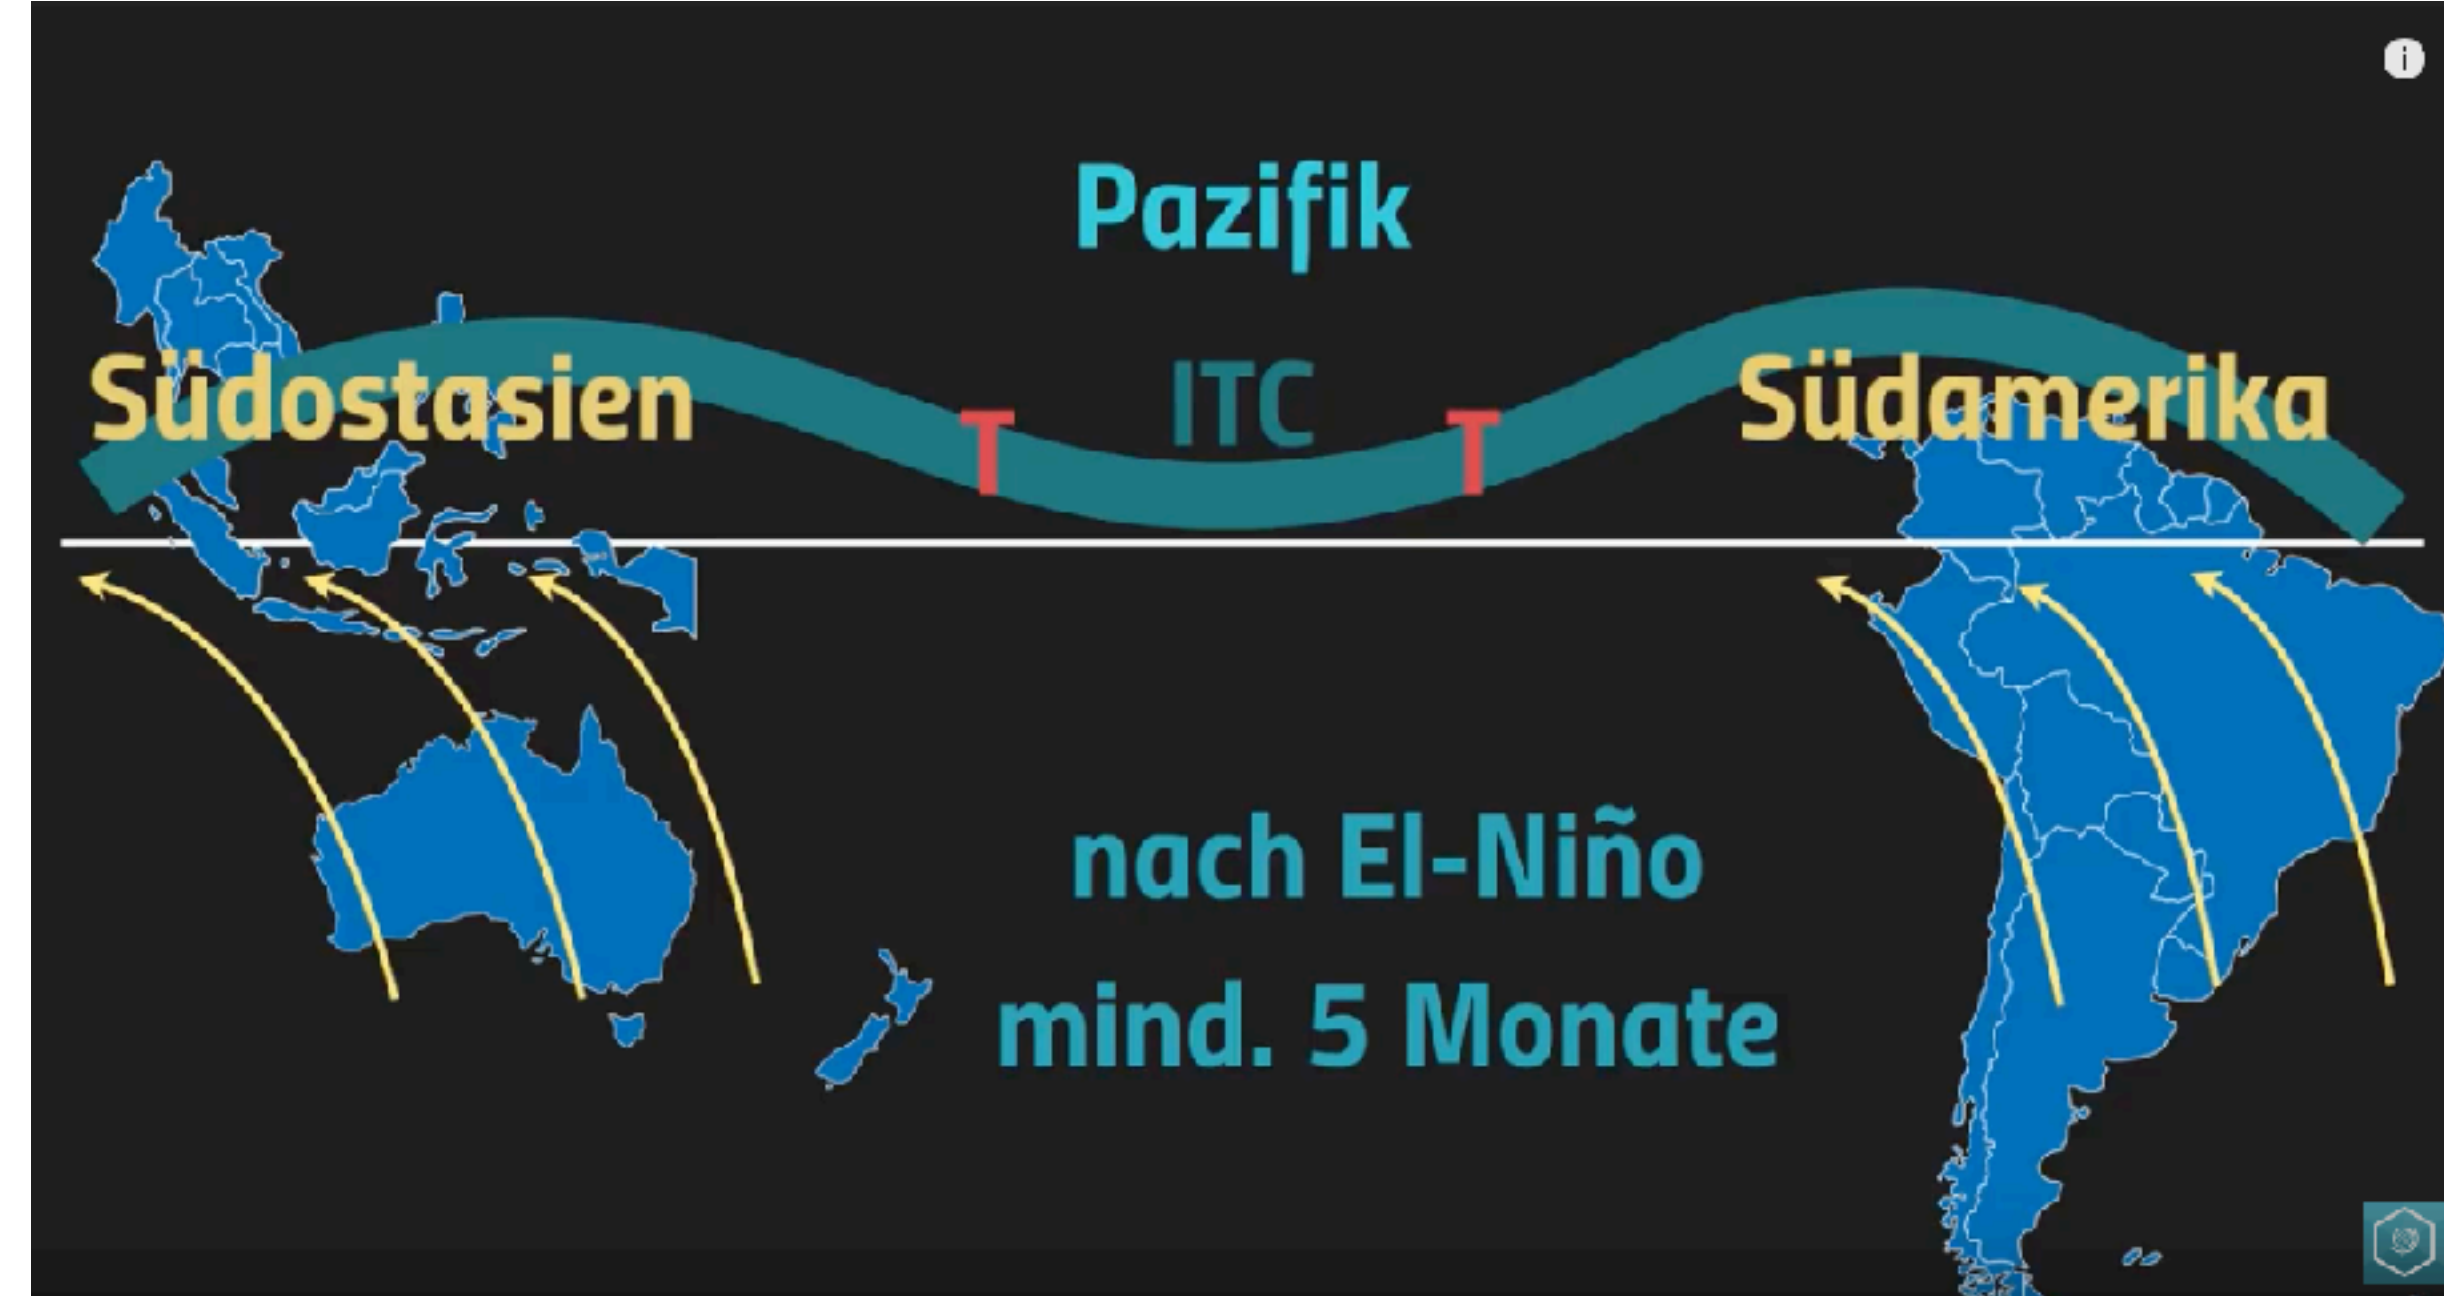 i
Pazifik
ITC
Südostasien
Südamerika
T
T
nach El-Niño
mind. 5 Monate